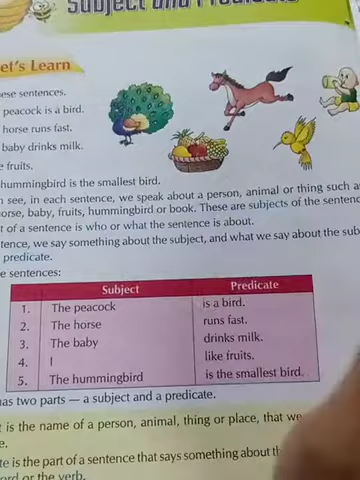 Subject and Predicate
et's Learn
ese sentences.
peacock is a bird.
horse runs fast.
baby drinks milk.
e fruits.
hummingbird is the smallest bird.
n see, in each sentence, we speak about a person, animal or thing such a
orse, baby, fruits, hummingbird or book. These are subjects of the sentenc
t of a sentence is who or what the sentence is about.
tence, we say something about the subject, and what we say about the sub
predicate.
e sentences:
Subject Predicate
1. The peacock is a bird.
2. The horse runs fast.
3. The baby drinks milk.
4. I like fruits.
5. The hummingbird is the smallest bird.
as two parts — a subject and a predicate.
t is the name of a person, animal, thing or place, that we
e.
te is the part of a sentence that says something about th
ord or the verb.